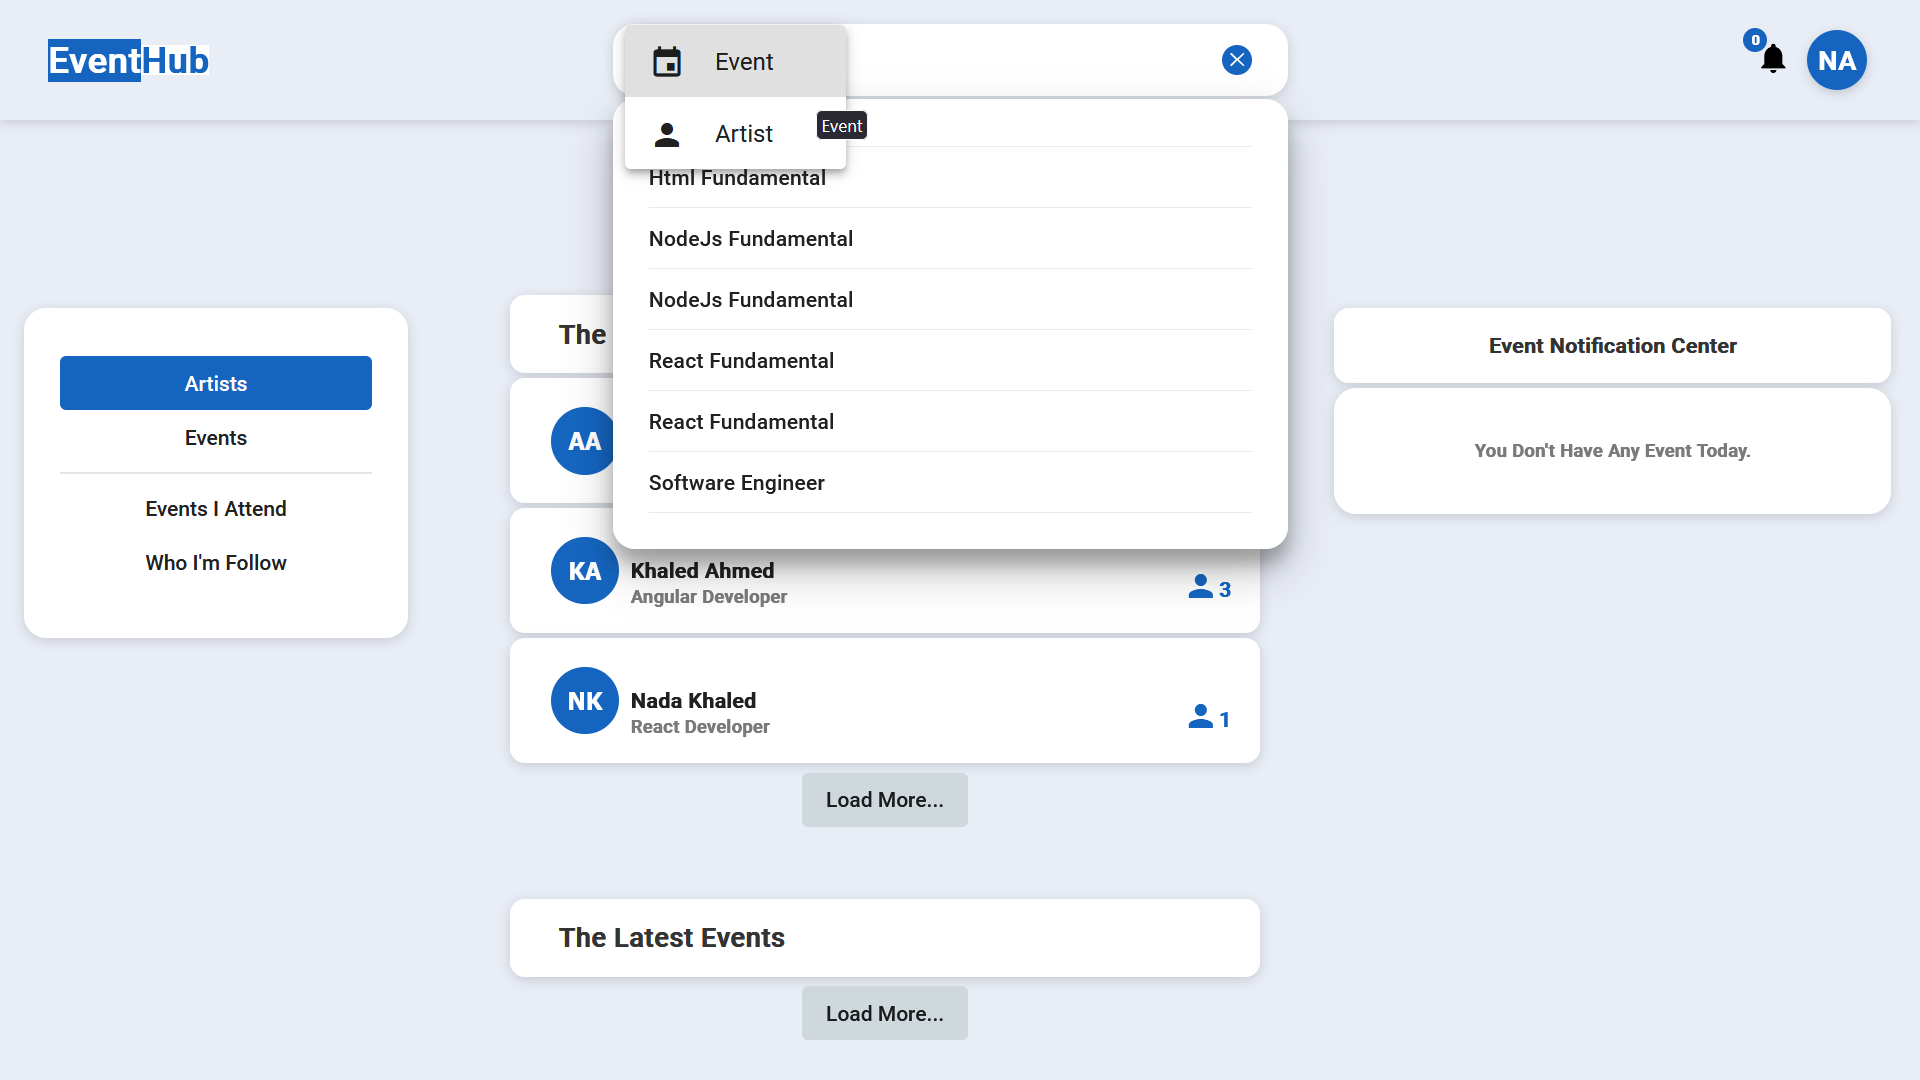 EventHub
Event
Artist
Event
0
NA
Html Fundamental
NodeJs Fundamental
NodeJs Fundamental
React Fundamental
React Fundamental
Software Engineer
Artists
Events
Events I Attend
Who I'm Follow
The
AA
KA
Khaled Ahmed
Angular Developer
3
NK
Nada Khaled
React Developer
1
Load More...
The Latest Events
Load More...
Event Notification Center
You Don't Have Any Event Today.